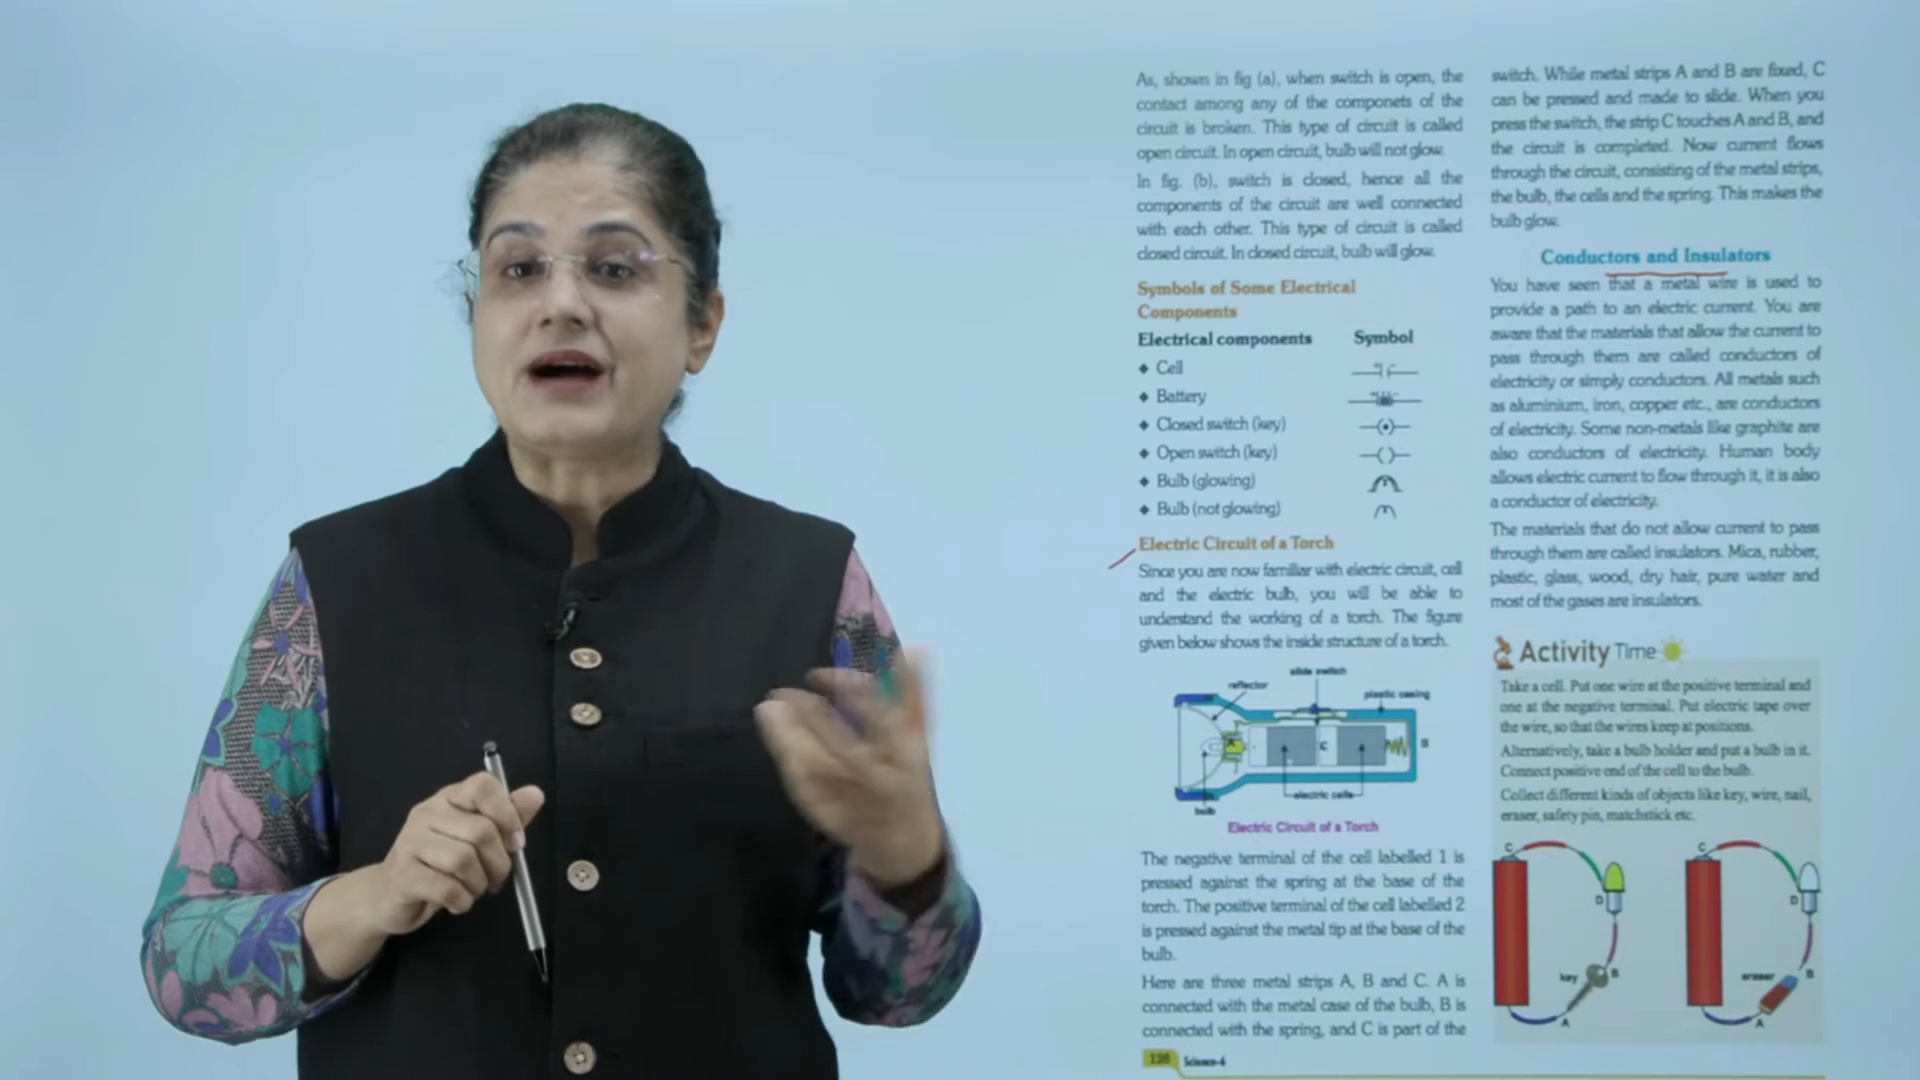 As, shown in fig (a), when switch is open, the
contact among any of the componets of the
circuit is broken. This type of circuit is called
open circuit. In open circuit, bulb will not glow.
In fig. (b), switch is closed, hence all the
components of the circuit are well connected
with each other. This type of circuit is called
closed circuit. In closed circuit, bulb will glow.
Symbols of Some Electrical
Components
Electrical components Symbol
Cell
Battery
Closed switch (key)
Open switch (key)
Bulb (glowing)
Bulb (not glowing)
Electric Circuit of a Torch
Since you are now familiar with electric circuit, cell
and the electric bulb, you will be able to
understand the working of a torch. The figure
given below shows the inside structure of a torch.
slide switch
reflector
plastic casing
A
C
B
electric cells
bulb
Electric Circuit of a Torch
The negative terminal of the cell labelled 1 is
pressed against the spring at the base of the
torch. The positive terminal of the cell labelled 2
is pressed against the metal tip at the base of the
bulb.
Here are three metal strips A, B and C. A is
connected with the metal case of the bulb, B is
connected with the spring, and C is part of the
138 Science-6
switch. While metal strips A and B are fixed, C
can be pressed and made to slide. When you
press the switch, the strip C touches A and B, and
the circuit is completed. Now current flows
through the circuit, consisting of the metal strips,
the bulb, the cells and the spring. This makes the
bulb glow.
Conductors and Insulators
You have seen that a metal wire is used to
provide a path to an electric current. You are
aware that the materials that allow the current to
pass through them are called conductors of
electricity or simply conductors. All metals such
as aluminium, iron, copper etc., are conductors
of electricity. Some non-metals like graphite are
also conductors of electricity. Human body
allows electric current to flow through it, it is also
a conductor of electricity.
The materials that do not allow current to pass
through them are called insulators. Mica, rubber,
plastic, glass, wood, dry hair, pure water and
most of the gases are insulators.
Activity Time
Take a cell. Put one wire at the positive terminal and
one at the negative terminal. Put electric tape over
the wire, so that the wires keep at positions.
Alternatively, take a bulb holder and put a bulb in it.
Connect positive end of the cell to the bulb.
Collect different kinds of objects like key, wire, nail,
eraser, safety pin, matchstick etc.
C
D
key B
A
C
D
eraser B
A